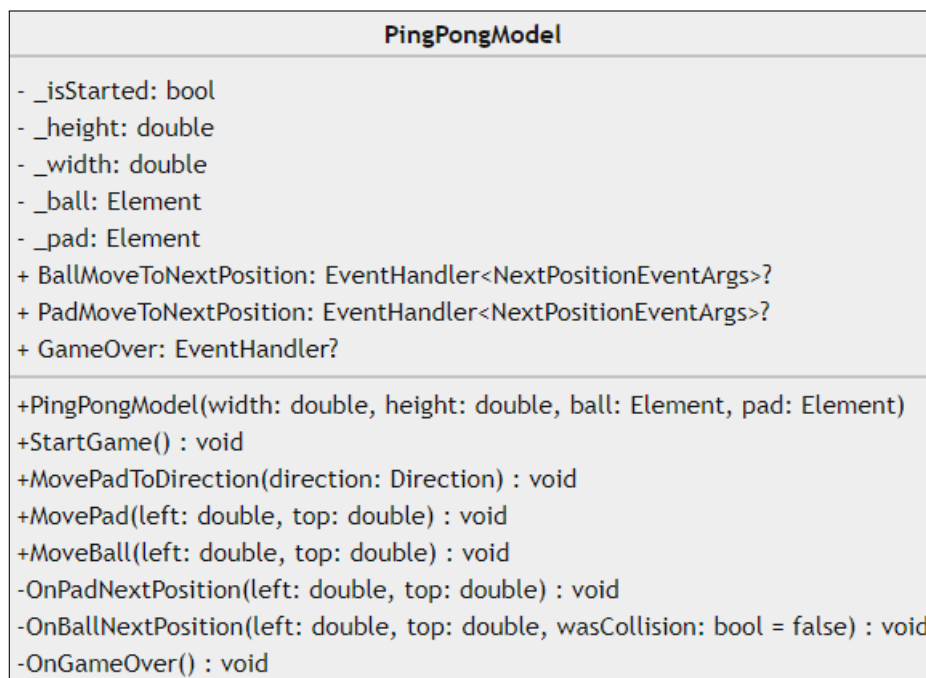 PingPongModel
- _isStarted: bool
- _height: double
- _width: double
- _ball: Element
- _pad: Element
+ BallMoveToNextPosition: EventHandler<NextPositionEventArgs>?
+ PadMoveToNextPosition: EventHandler<NextPositionEventArgs>?
+ GameOver: EventHandler?
+PingPongModel(width: double, height: double, ball: Element, pad: Element)
+StartGame() : void
+MovePadToDirection(direction: Direction) : void
+MovePad(left: double, top: double) : void
+MoveBall(left: double, top: double) : void
-OnPadNextPosition(left: double, top: double) : void
-OnBallNextPosition(left: double, top: double, wasCollision: bool = false) : void
-OnGameOver() : void